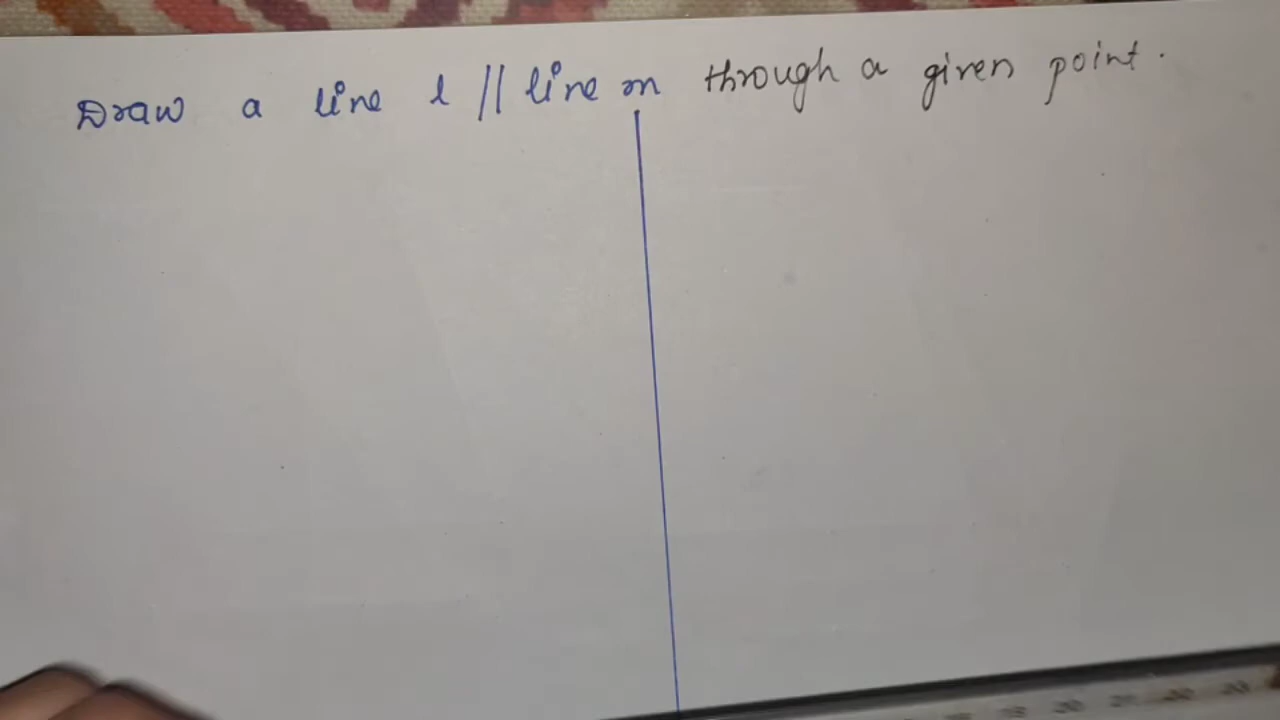 Draw a line l // line m through a given point.